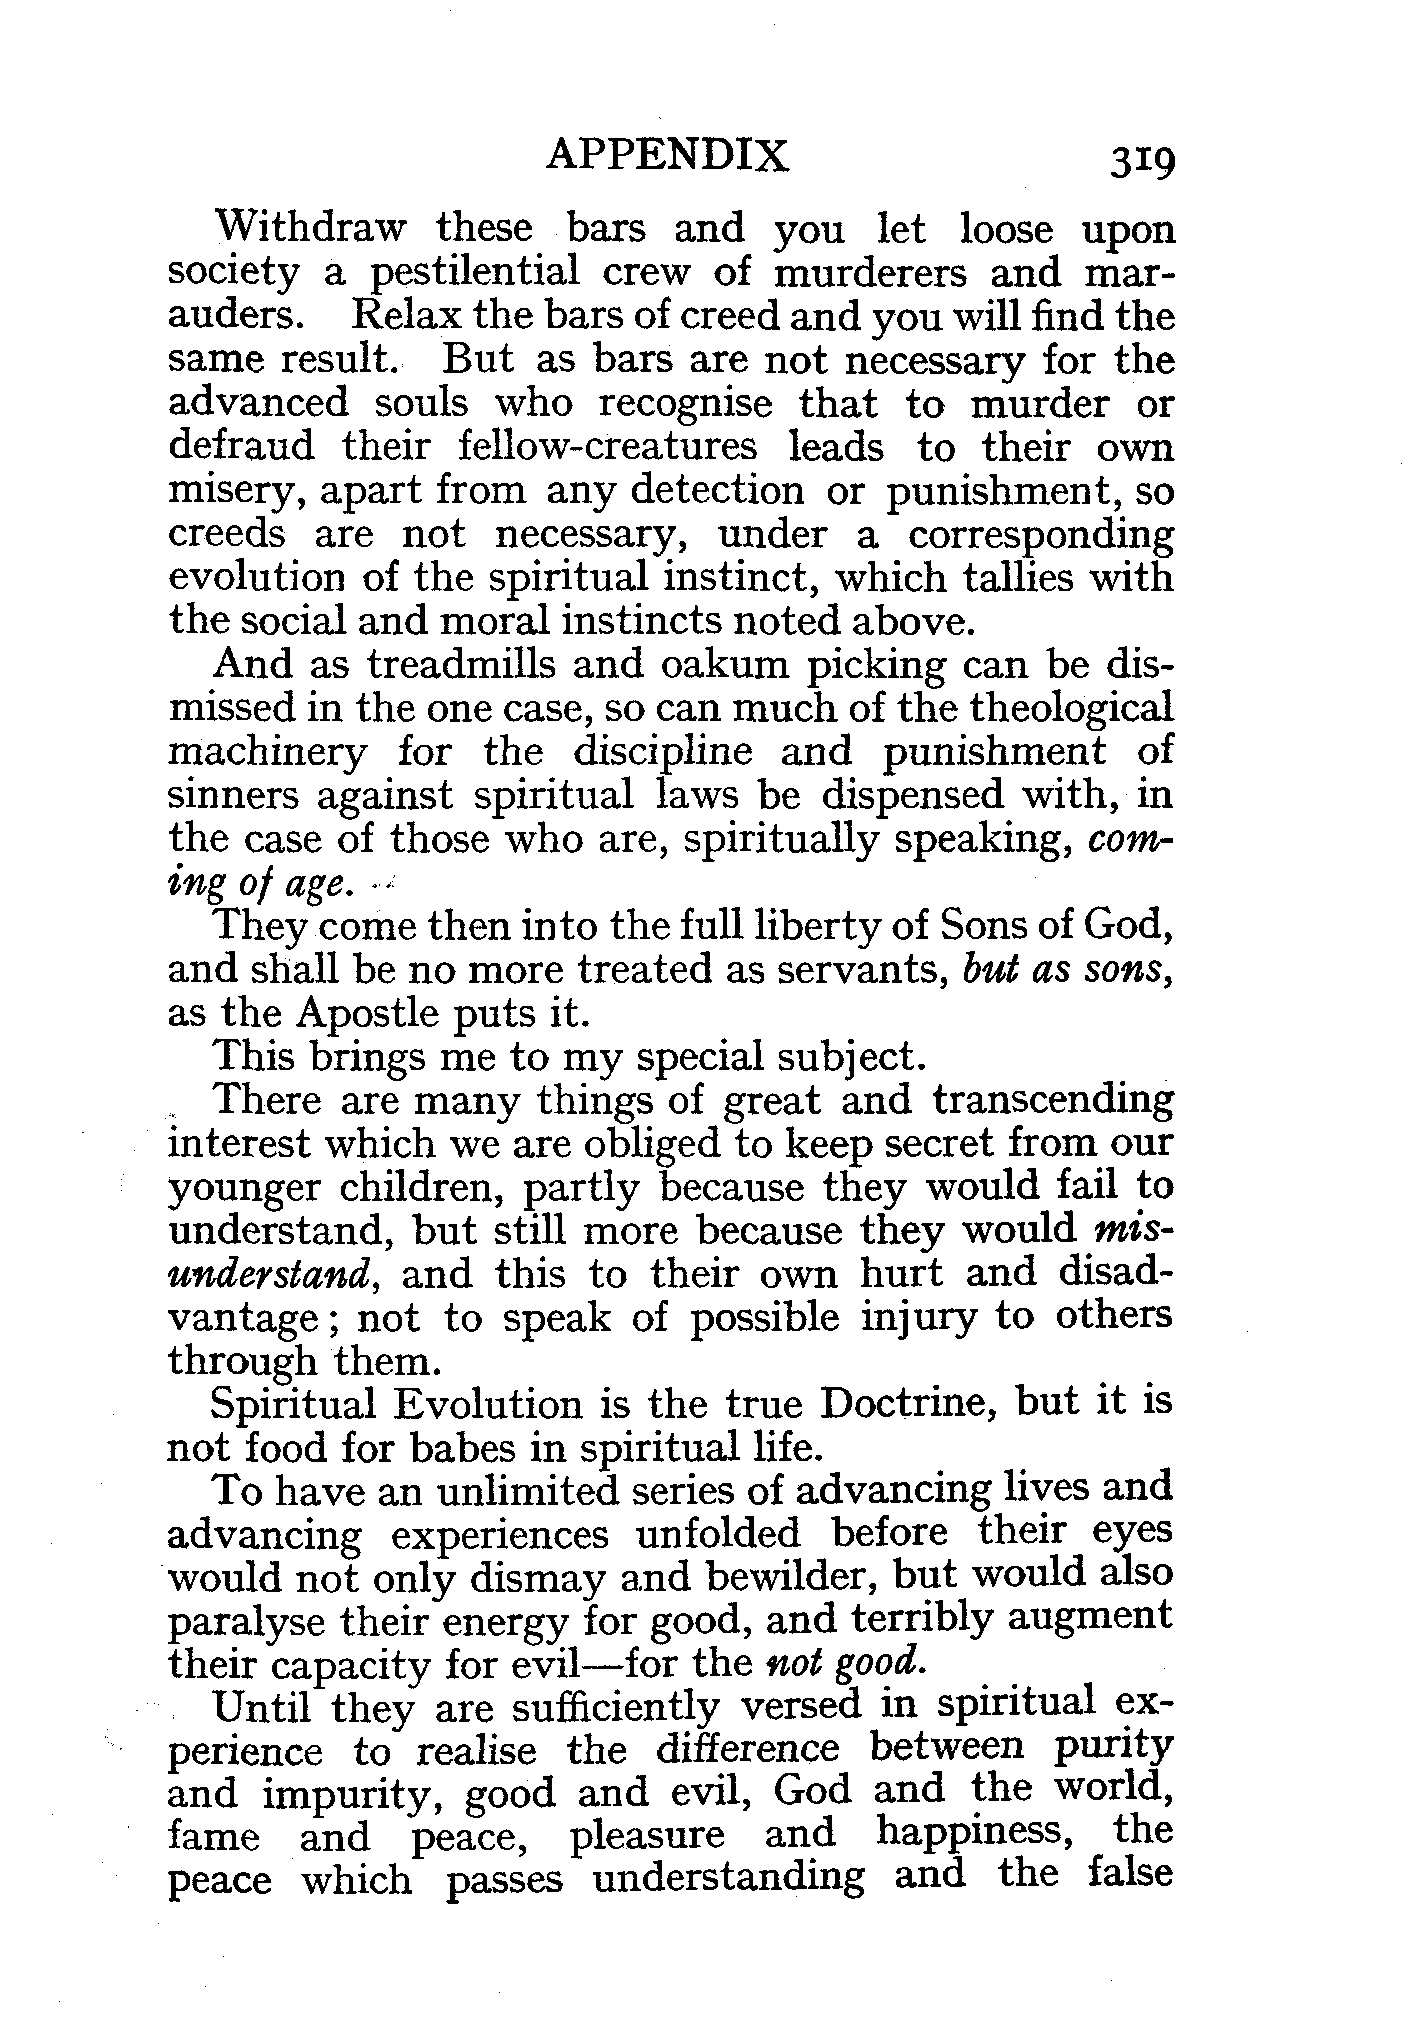 APPENDIX 319
Withdraw these bars and you let loose upon
society a pestilential crew of murderers and mar-
auders. Relax the bars of creed and you will find the
same result. But as bars are not necessary for the
advanced souls who recognise that to murder or
defraud their fellow-creatures leads to their own
misery, apart from any detection or punishment, so
creeds are not necessary, under a corresponding
evolution of the spiritual instinct, which tallies with
the social and moral instincts noted above.
And as treadmills and oakum picking can be dis-
missed in the one case, so can much of the theological
machinery for the discipline and punishment of
sinners against spiritual laws be dispensed with, in
the case of those who are, spiritually speaking, com-
ing of age.
They come then into the full liberty of Sons of God,
and shall be no more treated as servants, but as sons,
as the Apostle puts it.
This brings me to my special subject.
There are many things of great and transcending
interest which we are obliged to keep secret from our
younger children, partly because they would fail to
understand, but still more because they would mis-
understand, and this to their own hurt and disad-
vantage; not to speak of possible injury to others
through them.
Spiritual Evolution is the true Doctrine, but it is
not food for babes in spiritual life.
To have an unlimited series of advancing lives and
advancing experiences unfolded before their eyes
would not only dismay and bewilder, but would also
paralyse their energy for good, and terribly augment
their capacity for evil—for the not good.
Until they are sufficiently versed in spiritual ex-
perience to realise the difference between purity
and impurity, good and evil, God and the world,
fame and peace, pleasure and happiness, the
peace which passes understanding and the false